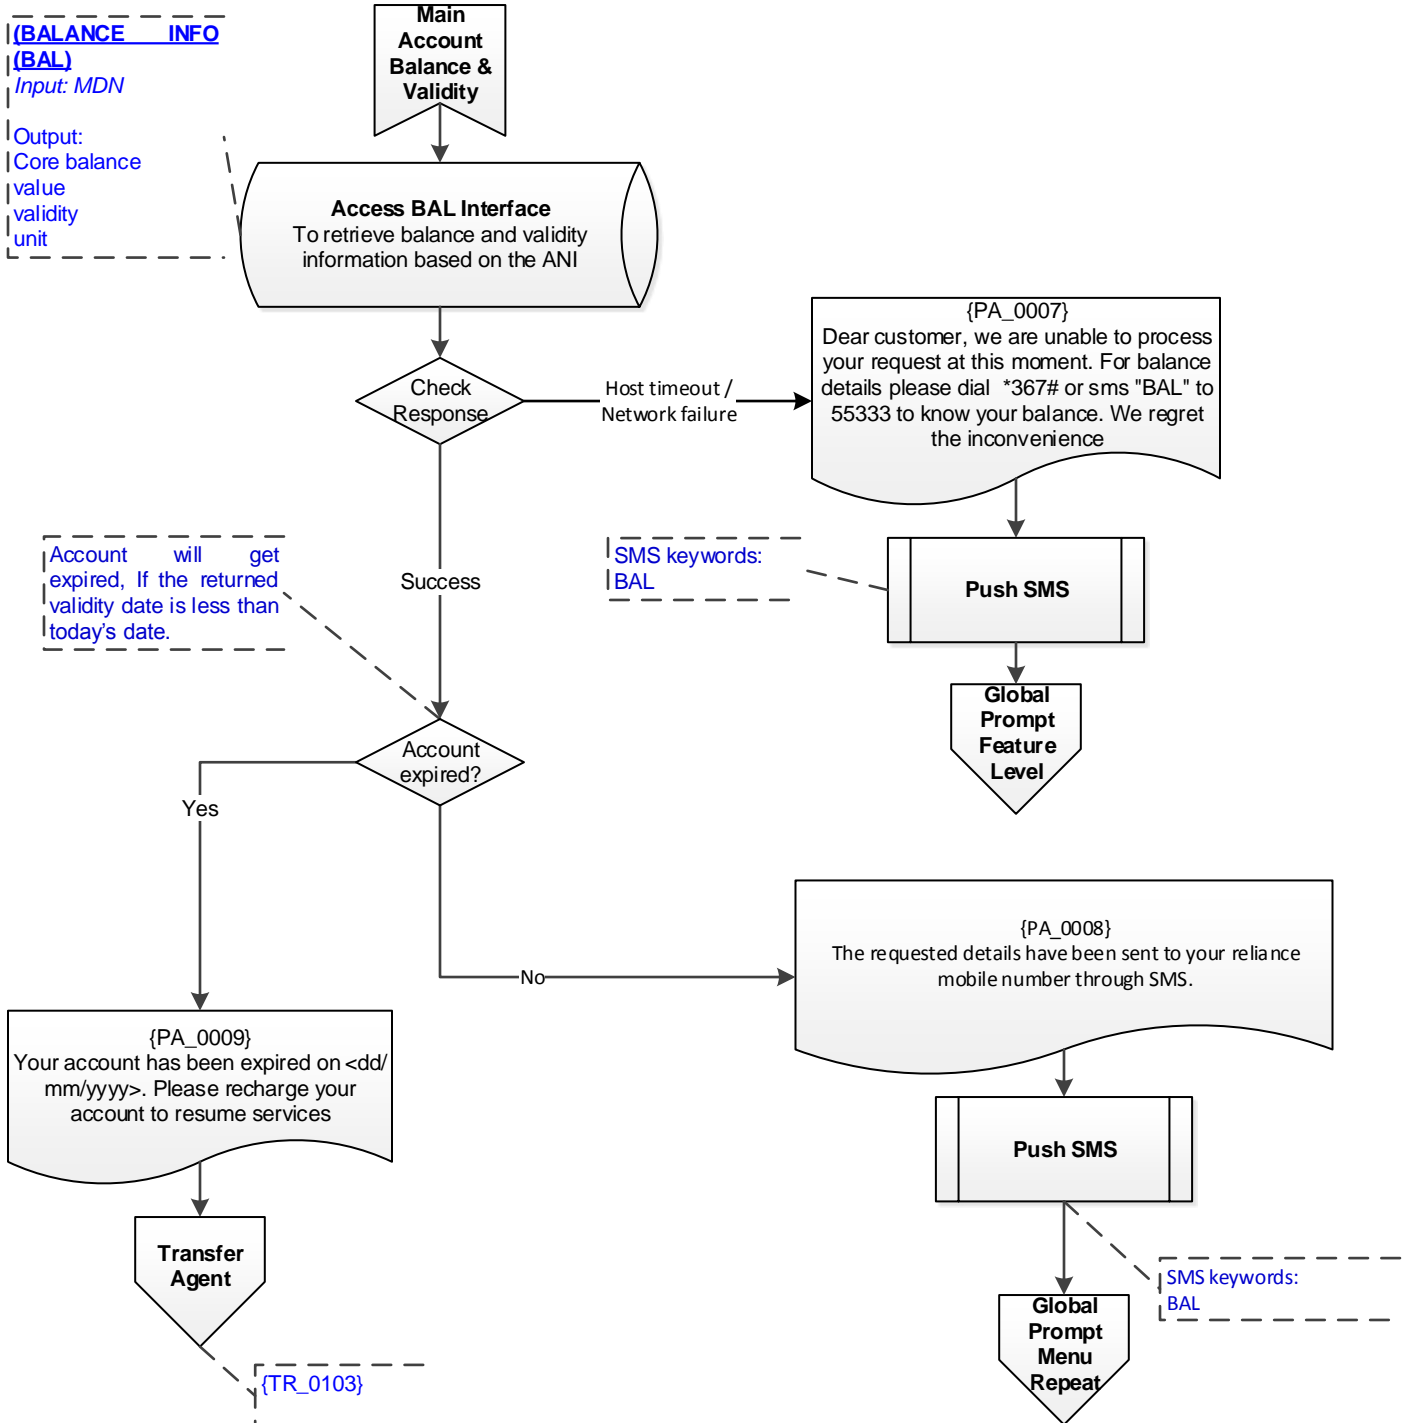 (BALANCE INFO
(BAL)
Input: MDN
Output:
Core balance
value
validity
unit
Main
Account
Balance &
Validity
Access BAL Interface
To retrieve balance and validity
information based on the ANI
Check
Response
Host timeout /
Network failure
{PA_0007}
Dear customer, we are unable to process
your request at this moment. For balance
details please dial *367# or sms "BAL" to
55333 to know your balance. We regret
the inconvenience
Account will get
expired, If the returned
validity date is less than
today's date.
Success
SMS keywords:
BAL
Push SMS
Global
Prompt
Feature
Level
Account
expired?
Yes
No
{PA_0008}
The requested details have been sent to your reliance
mobile number through SMS.
{PA_0009}
Your account has been expired on <dd/
mm/yyyy>. Please recharge your
account to resume services
Push SMS
Transfer
Agent
SMS keywords:
BAL
Global
Prompt
Menu
Repeat
{TR_0103}